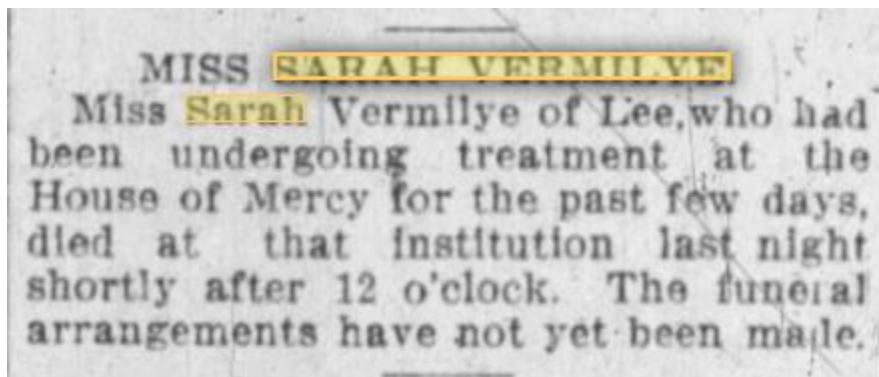 MISS SARAH VERMILYE
Miss Sarah Vermilye of Lee, who had
been undergoing treatment at the
House of Mercy for the past few days,
died at that institution last night
shortly after 12 o'clock. The funeral
arrangements have not yet been made.